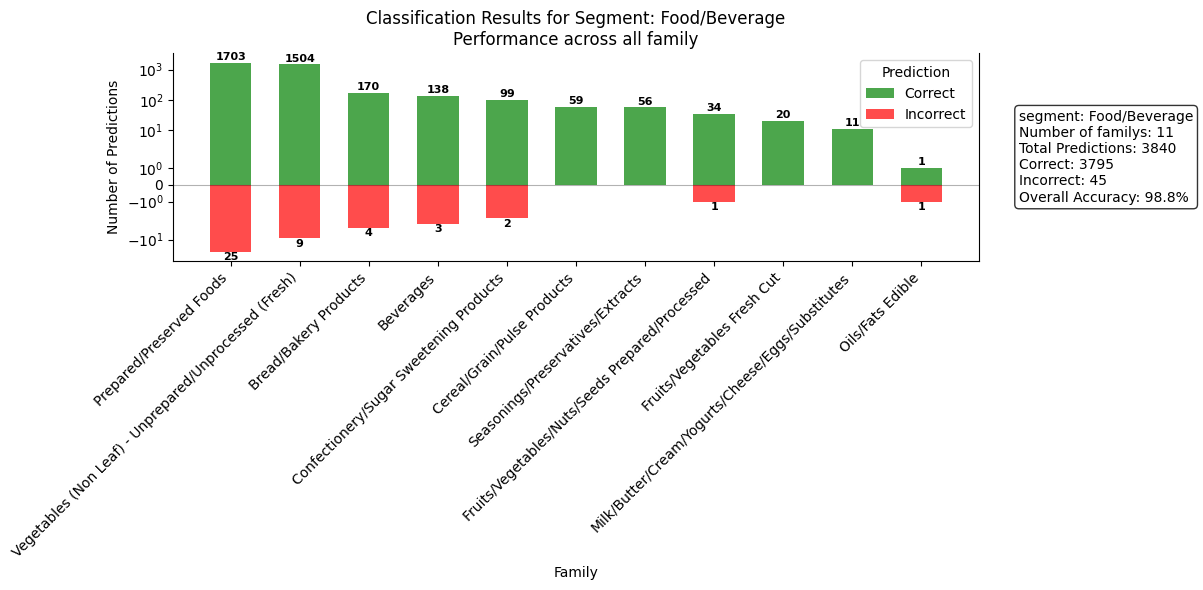 Classification Results for Segment: Food/Beverage
Performance across all family
Number of Predictions
10³
10²
10¹
10⁰
0
−10⁰
−10¹
1703
1504
170
138
99
59
56
34
20
11
1
25
9
4
3
2
1
1
Prediction
Correct
Incorrect
segment: Food/Beverage
Number of familys: 11
Total Predictions: 3840
Correct: 3795
Incorrect: 45
Overall Accuracy: 98.8%
Prepared/Preserved Foods
Vegetables (Non Leaf) - Unprepared/Unprocessed (Fresh)
Bread/Bakery Products
Beverages
Confectionery/Sugar Sweetening Products
Cereal/Grain/Pulse Products
Seasonings/Preservatives/Extracts
Fruits/Vegetables/Nuts/Seeds Prepared/Processed
Fruits/Vegetables Fresh Cut
Milk/Butter/Cream/Yogurts/Cheese/Eggs/Substitutes
Oils/Fats Edible
Family